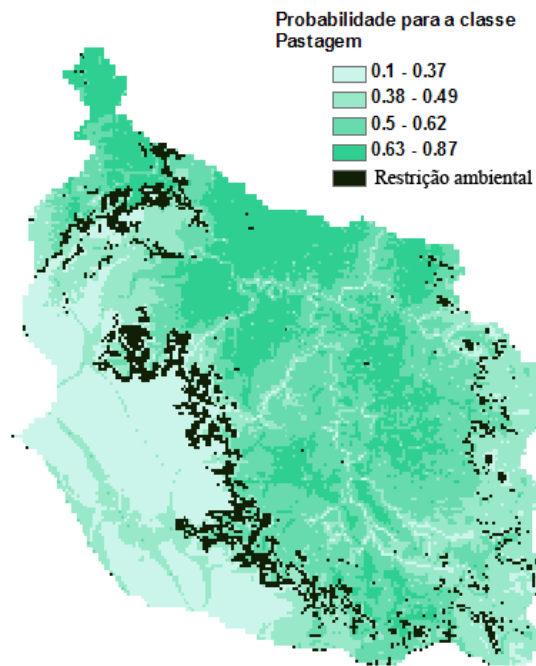 Probabilidade para a classe
Pastagem
0.1 - 0.37
0.38 - 0.49
0.5 - 0.62
0.63 - 0.87
Restrição ambiental